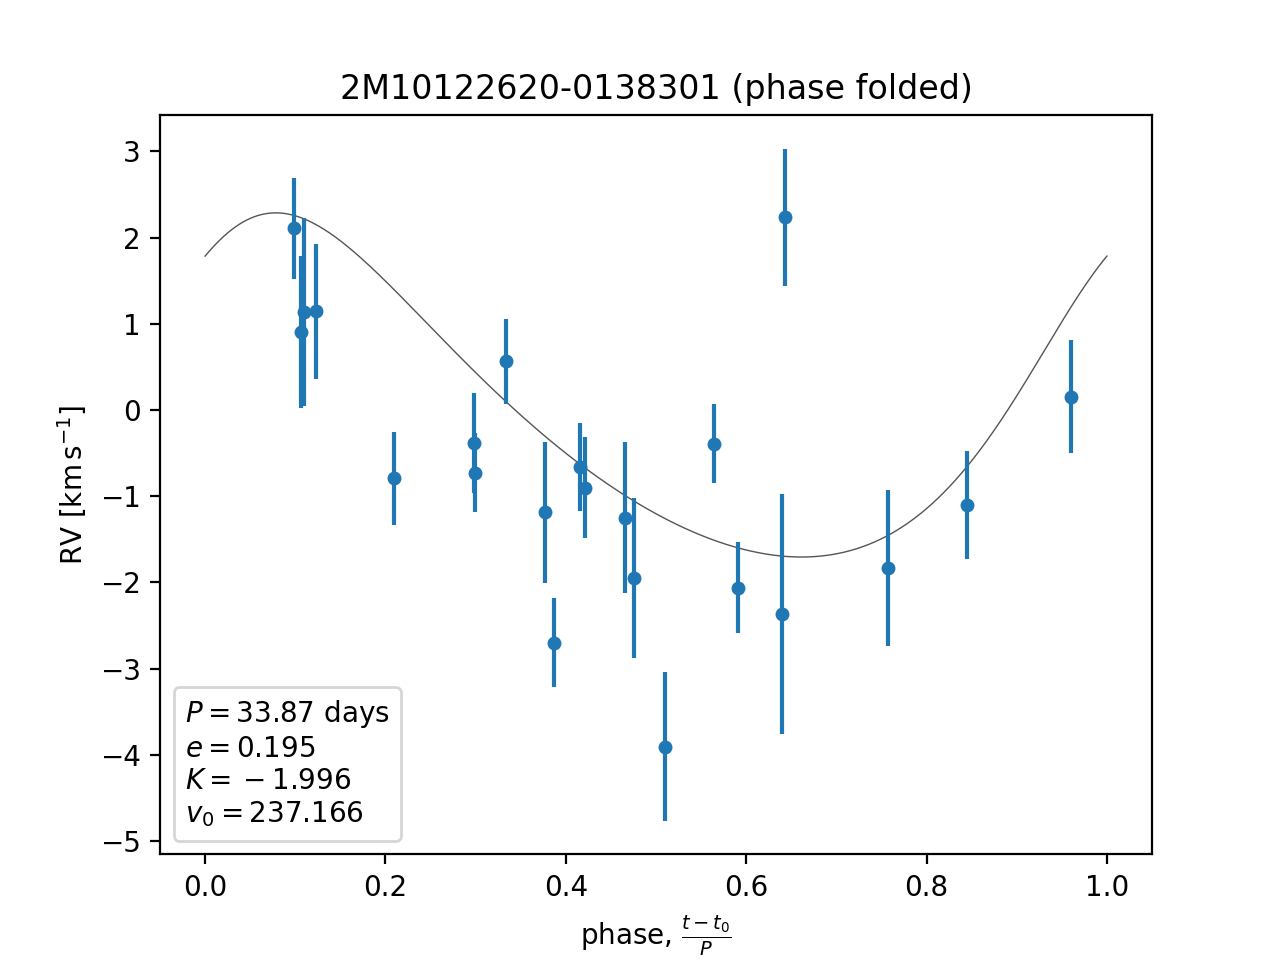 2M10122620-0138301 (phase folded)
3
2
1
0
−1
−2
−3
−4
−5
RV [km s⁻¹]
P = 33.87 days
e = 0.195
K = −1.996
v₀ = 237.166
0.0 0.2 0.4 0.6 0.8 1.0
phase, (t − t₀)/P